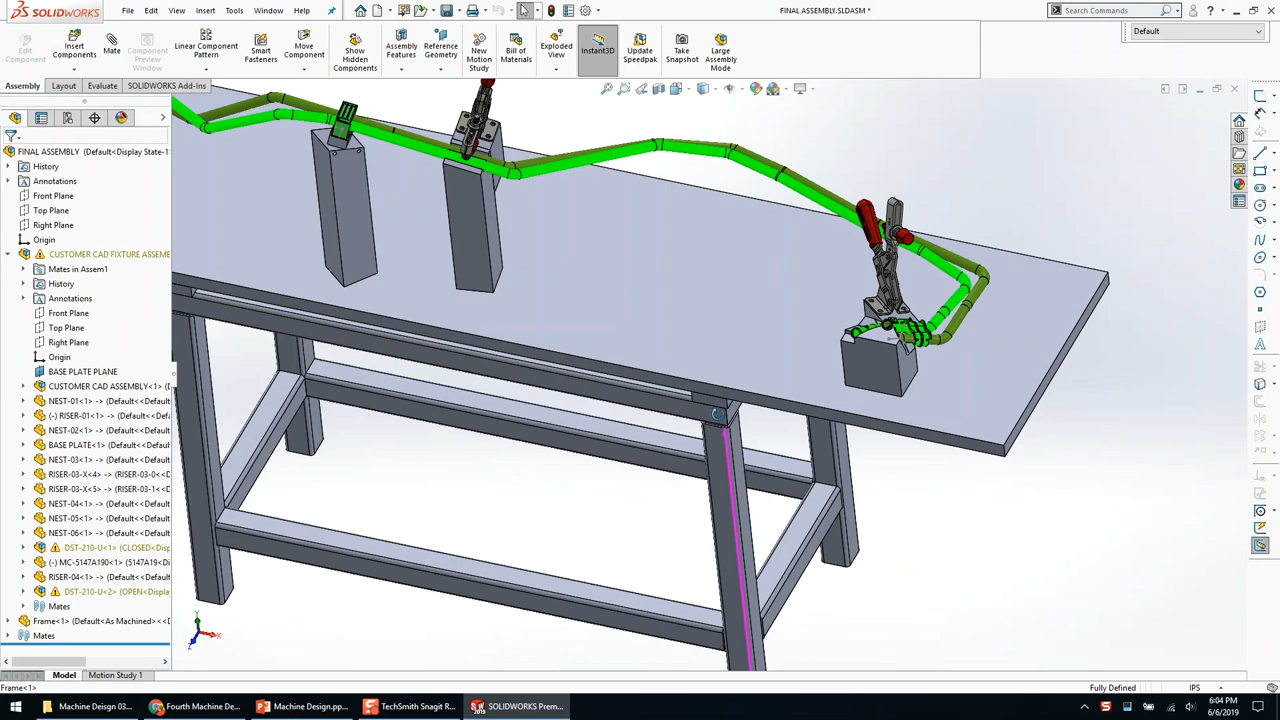 SOLIDWORKS
File Edit View Insert Tools Window Help
FINAL ASSEMBLY.SLDASM *
Search Commands
Edit Component
Insert Components
Mate
Component Preview Window
Linear Component Pattern
Smart Fasteners
Move Component
Show Hidden Components
Assembly Features
Reference Geometry
New Motion Study
Bill of Materials
Exploded View
Instant3D
Update Speedpak
Take Snapshot
Large Assembly Mode
Default
Assembly Layout Sketch Evaluate SOLIDWORKS Add-Ins
FINAL ASSEMBLY (Default<Display State-1
History
Annotations
Front Plane
Top Plane
Right Plane
Origin
CUSTOMER CAD FIXTURE ASSEME
Mates in Assem1
History
Annotations
Front Plane
Top Plane
Right Plane
Origin
BASE PLATE PLANE
CUSTOMER CAD ASSEMBLY<1> (
NEST-01<1> -> (Default<<Default
(-) RISER-01<1> -> (Default<<Def
NEST-02<1> -> (Default<<Default
BASE PLATE<1> -> (Default<<Def
NEST-03<1> -> (Default<<Default
RISER-03-X<4> -> (RISER-03-0<<D
RISER-03-X<5> -> (RISER-03-1<<D
NEST-04<1> -> (Default<<Default
NEST-05<1> -> (Default<<Default
NEST-06<1> -> (Default<<Default
DST-210-U<1> (CLOSED<Disp
(-) MC-5147A190<1> (5147A19<<
RISER-04<1> -> (Default<<Default
DST-210-U<2> (OPEN<Displa
Mates
Frame<1> (Default<As Machined><<D
Mates
Y
X
Z
Model Motion Study 1
Frame<1>
Fully Defined
IPS
Machine Deisgn 03...
Fourth Machine De...
Machine Design.pp...
TechSmith Snagit R...
SOLIDWORKS Prem...
6:04 PM
6/6/2019